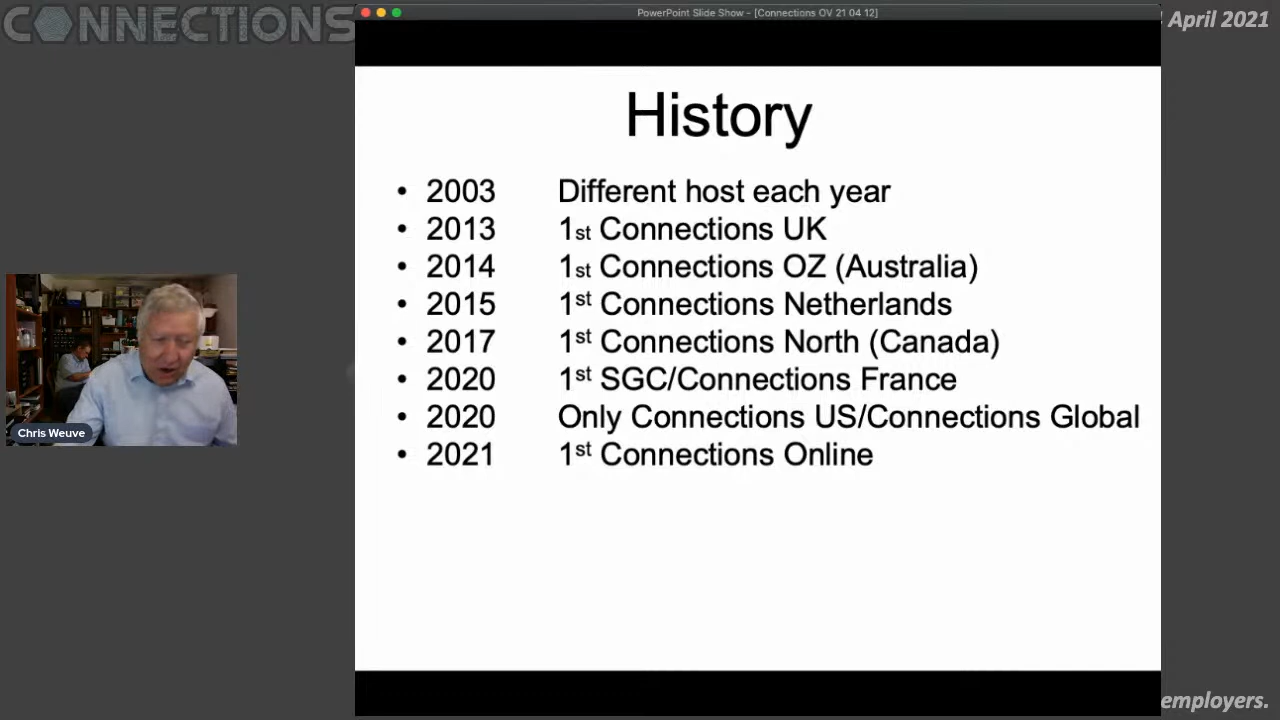 CONNECTIONS
PowerPoint Slide Show - [Connections OV 21 04 12]
April 2021
History
• 2003 Different host each year
• 2013 1st Connections UK
• 2014 1st Connections OZ (Australia)
• 2015 1st Connections Netherlands
• 2017 1st Connections North (Canada)
• 2020 1st SGC/Connections France
• 2020 Only Connections US/Connections Global
• 2021 1st Connections Online
Chris Weuve
employers.